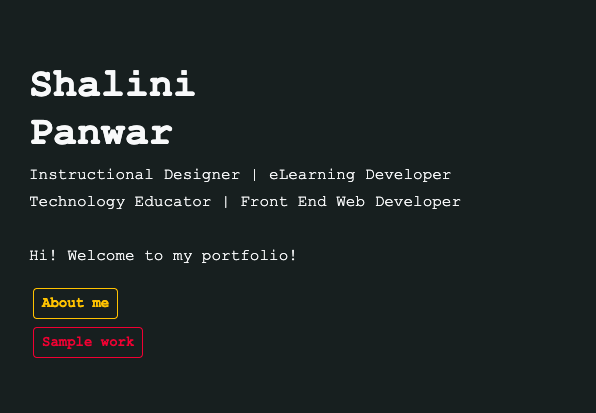 Shalini
Panwar
Instructional Designer | eLearning Developer
Technology Educator | Front End Web Developer
Hi! Welcome to my portfolio!
About me
Sample work